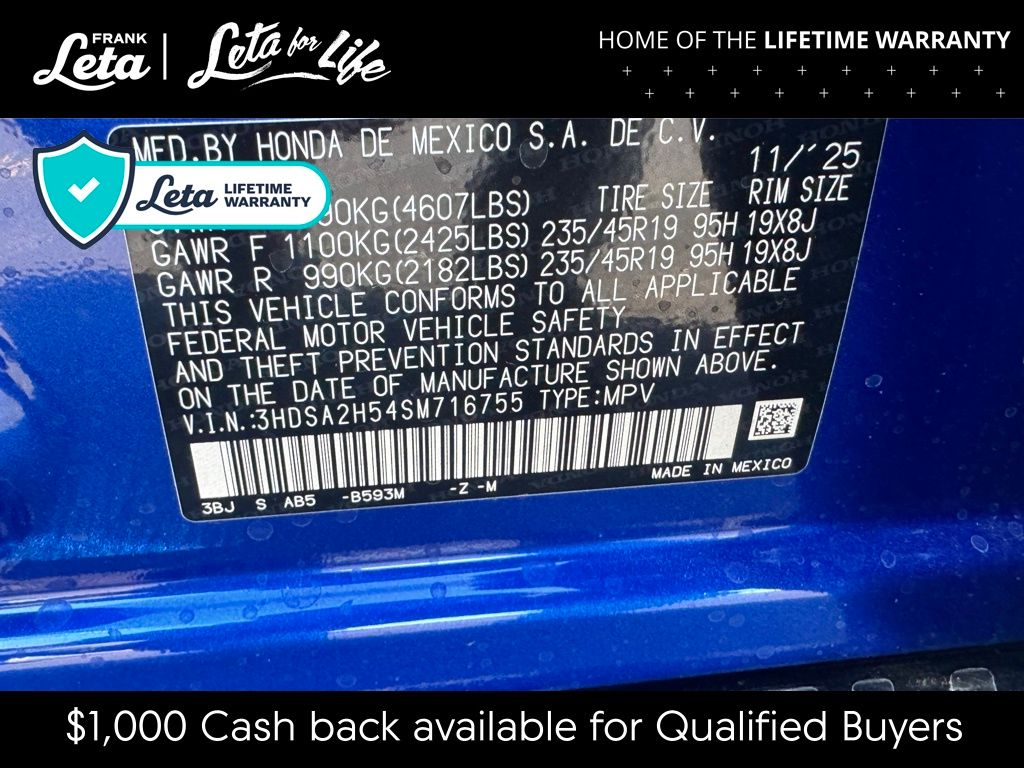 FRANK
Leta
Leta for Life
HOME OF THE LIFETIME WARRANTY
MFD.BY HONDA DE MEXICO S.A. DE C.V.
11/´25
Leta LIFETIME
WARRANTY
90KG(4607LBS) TIRE SIZE RIM SIZE
GAWR F 1100KG(2425LBS) 235/45R19 95H 19X8J
GAWR R 990KG(2182LBS) 235/45R19 95H 19X8J
THIS VEHICLE CONFORMS TO ALL APPLICABLE
FEDERAL MOTOR VEHICLE SAFETY
AND THEFT PREVENTION STANDARDS IN EFFECT
ON THE DATE OF MANUFACTURE SHOWN ABOVE.
V.I.N.:3HDSA2H54SM716755 TYPE:MPV
MADE IN MEXICO
3BJ S AB5 -B593M -Z -M
$1,000 Cash back available for Qualified Buyers